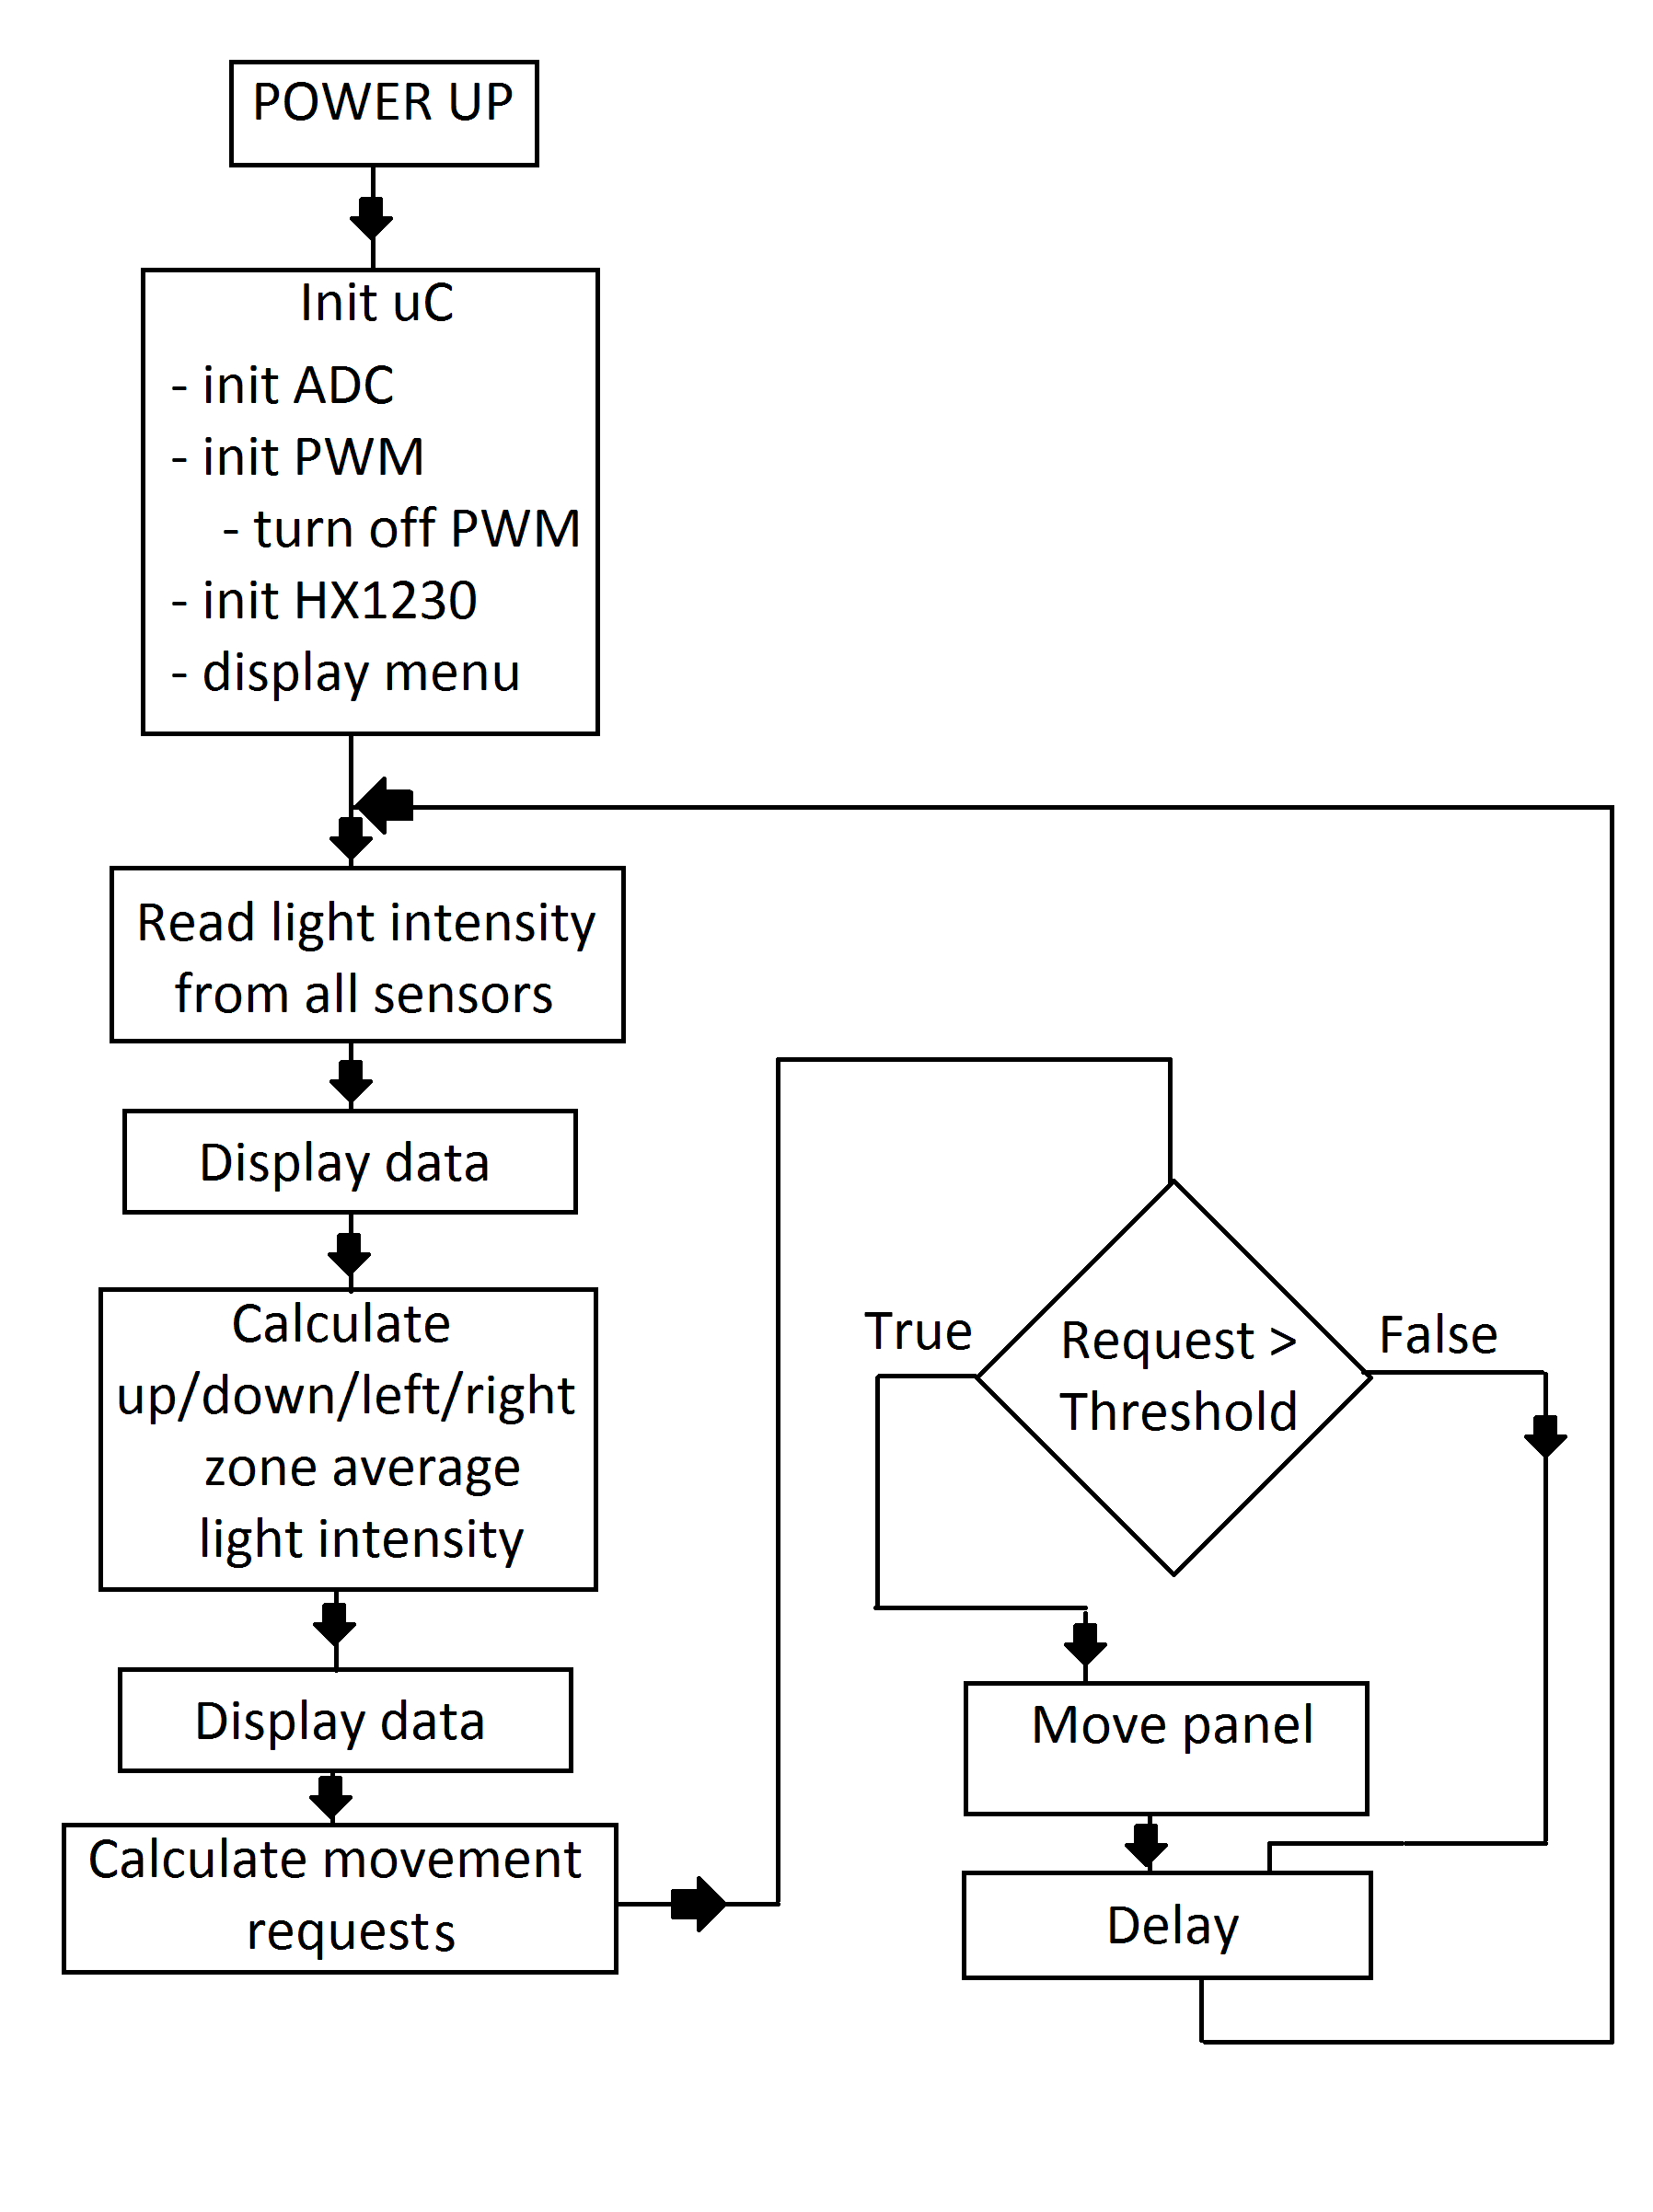 POWER UP
Init uC
- init ADC
- init PWM
- turn off PWM
- init HX1230
- display menu
Read light intensity
from all sensors
Display data
Calculate
up/down/left/right
zone average
light intensity
Display data
Calculate movement
requests
True
Request >
Threshold
False
Move panel
Delay